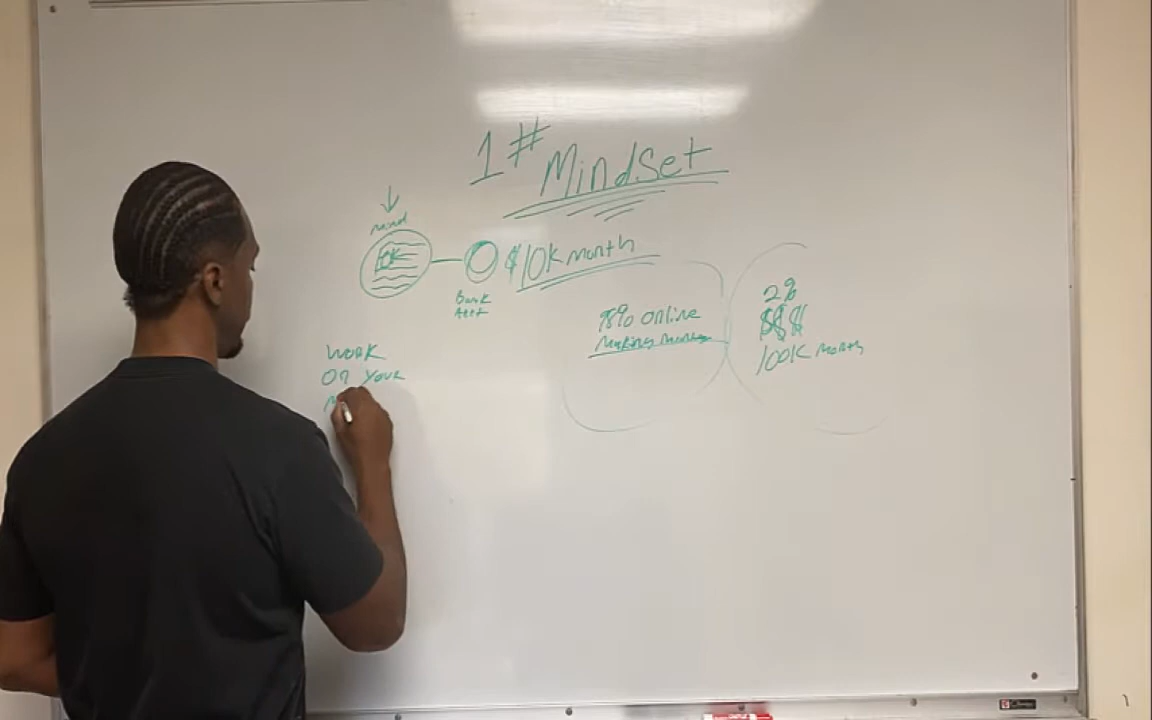 1# MindSet
mind
$10K month
Bank
Acct
98% Online
Making Money
2%
$$$
100K month
work
on your